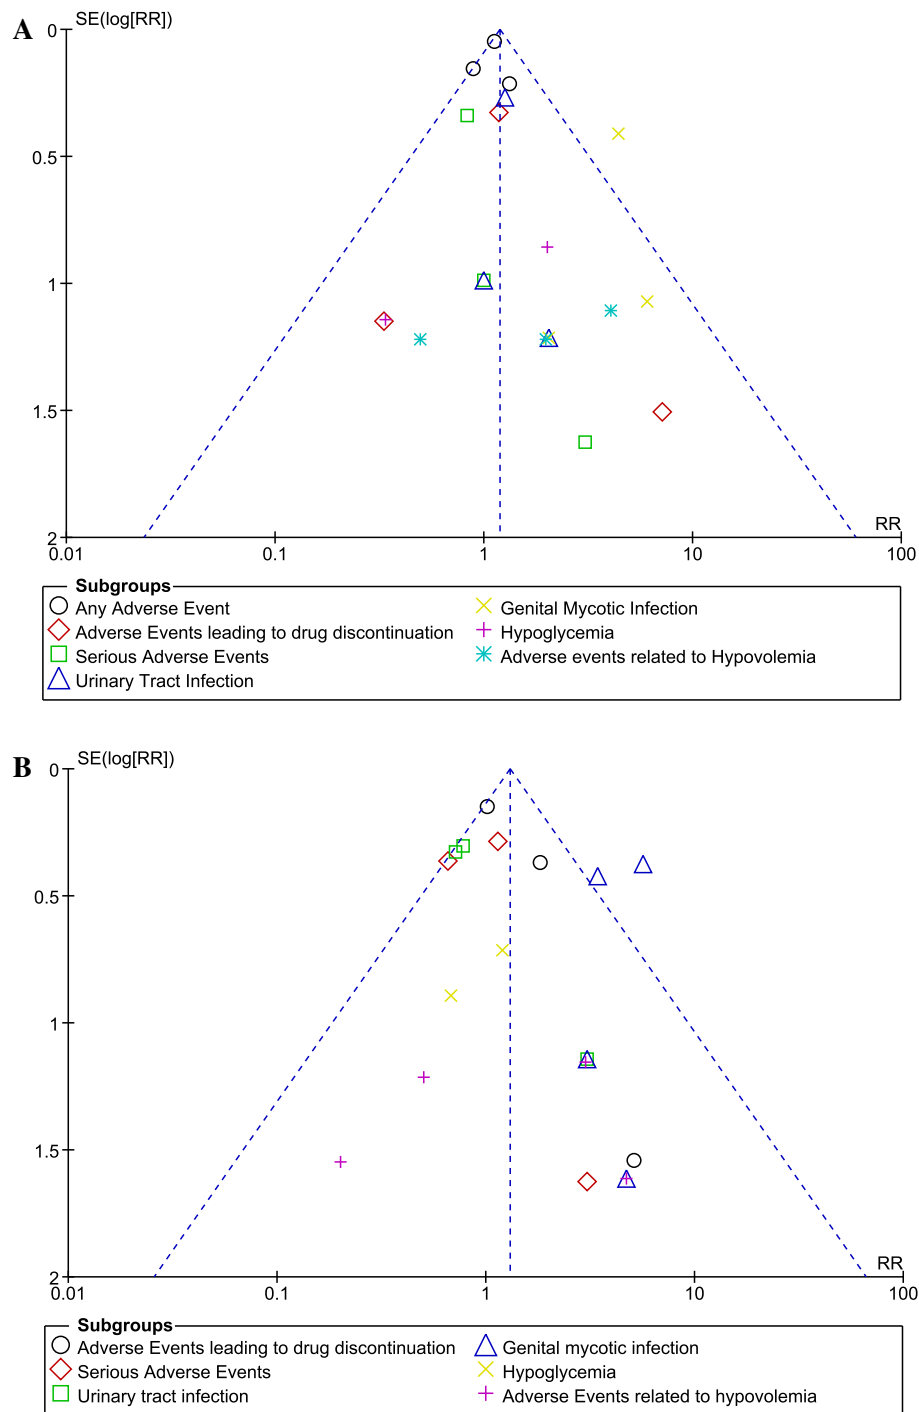 A
SE(log[RR])
0
0.5
1
1.5
2
RR
0.01 0.1 1 10 100
Subgroups
Any Adverse Event
Adverse Events leading to drug discontinuation
Serious Adverse Events
Urinary Tract Infection
Genital Mycotic Infection
Hypoglycemia
Adverse events related to Hypovolemia
B
SE(log[RR])
0
0.5
1
1.5
2
RR
0.01 0.1 1 10 100
Subgroups
Adverse Events leading to drug discontinuation
Serious Adverse Events
Urinary tract infection
Genital mycotic infection
Hypoglycemia
Adverse Events related to hypovolemia